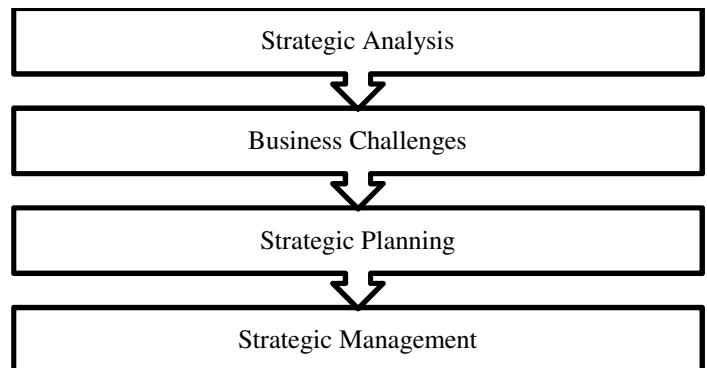 Strategic Analysis
Business Challenges
Strategic Planning
Strategic Management